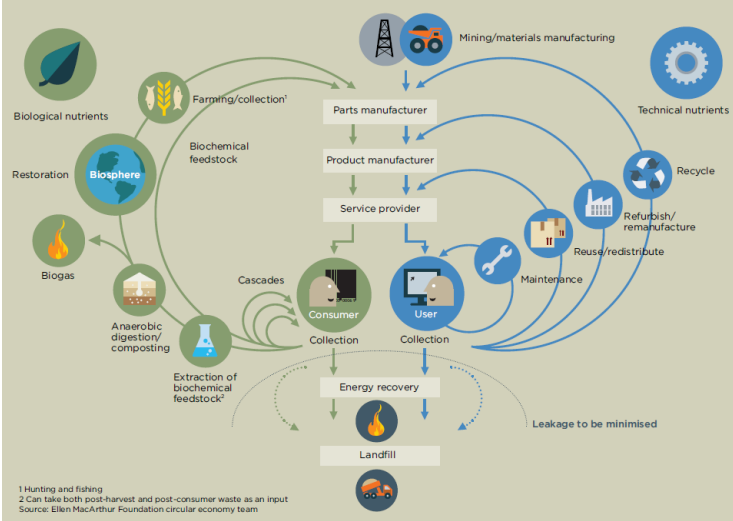 Mining/materials manufacturing
Biological nutrients
Farming/collection¹
Technical nutrients
Parts manufacturer
Biochemical
feedstock
Product manufacturer
Restoration
Biosphere
Recycle
Service provider
Refurbish/
remanufacture
Reuse/redistribute
Biogas
Cascades
Maintenance
Consumer
User
Anaerobic
digestion/
composting
Collection
Collection
Extraction of
biochemical
feedstock²
Energy recovery
Leakage to be minimised
Landfill
1 Hunting and fishing
2 Can take both post-harvest and post-consumer waste as an input
Source: Ellen MacArthur Foundation circular economy team